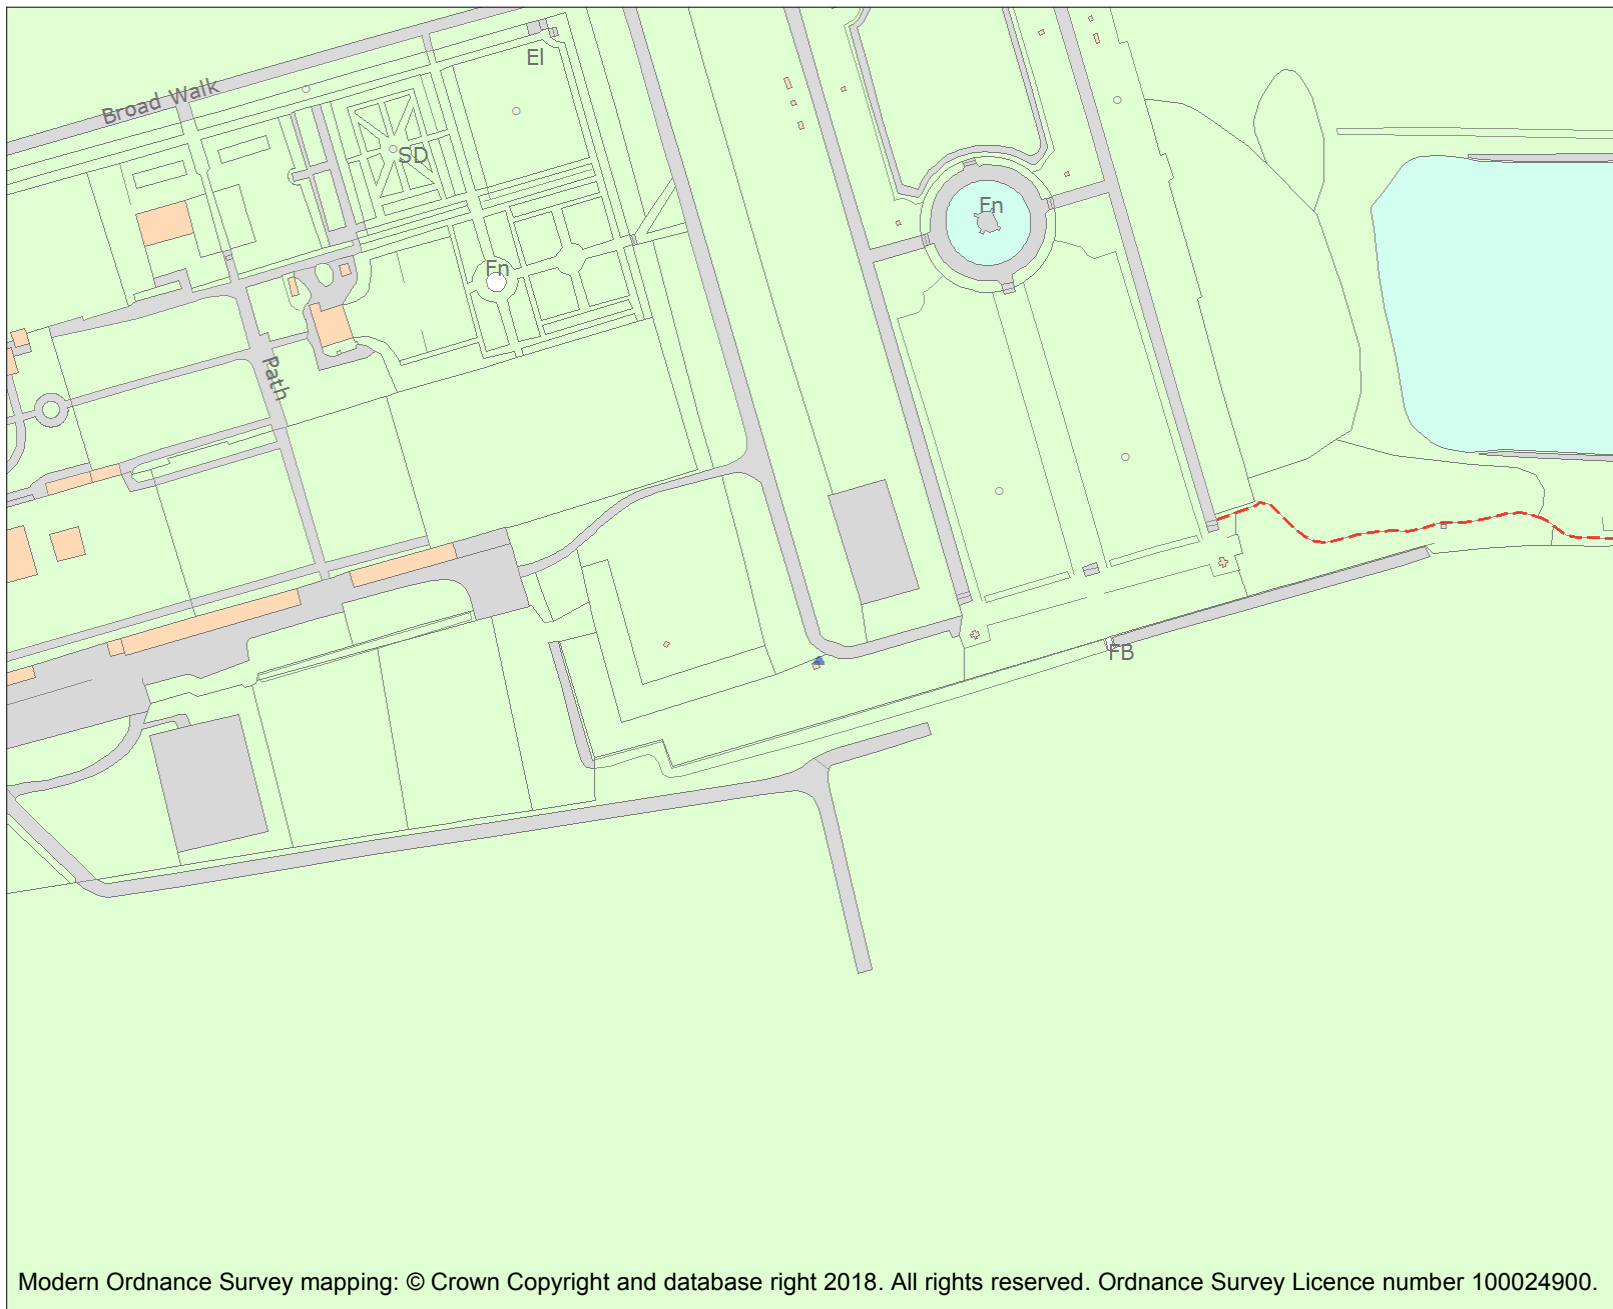 El
Broad Walk
SD
Fn
Fn
Path
FB
Modern Ordnance Survey mapping: © Crown Copyright and database right 2018. All rights reserved. Ordnance Survey Licence number 100024900.